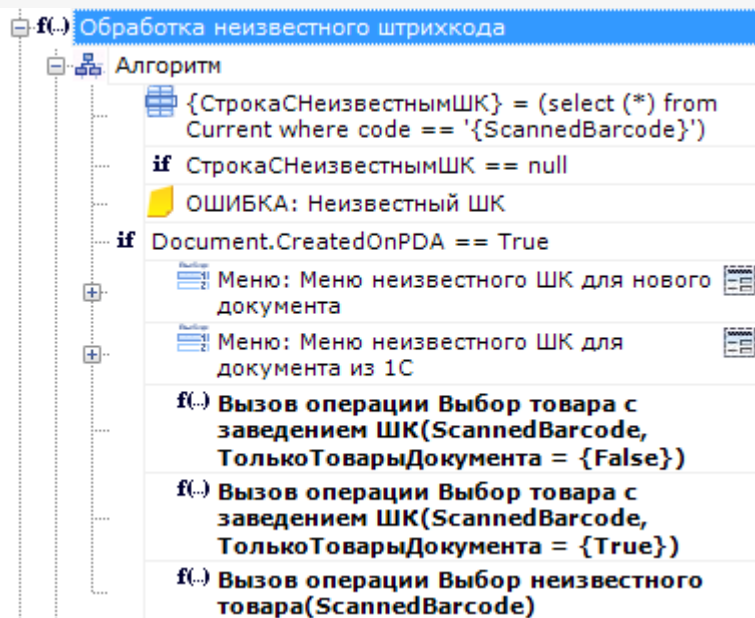 f(..) Обработка неизвестного штрихкода
Алгоритм
{СтрокаСНеизвестнымШК} = (select (*) from
Current where code == '{ScannedBarcode}')
if СтрокаСНеизвестнымШК == null
ОШИБКА: Неизвестный ШК
if Document.CreatedOnPDA == True
Меню: Меню неизвестного ШК для нового
документа
Меню: Меню неизвестного ШК для
документа из 1С
f(..) Вызов операции Выбор товара с
заведением ШК(ScannedBarcode,
ТолькоТоварыДокумента = {False})
f(..) Вызов операции Выбор товара с
заведением ШК(ScannedBarcode,
ТолькоТоварыДокумента = {True})
f(..) Вызов операции Выбор неизвестного
товара(ScannedBarcode)